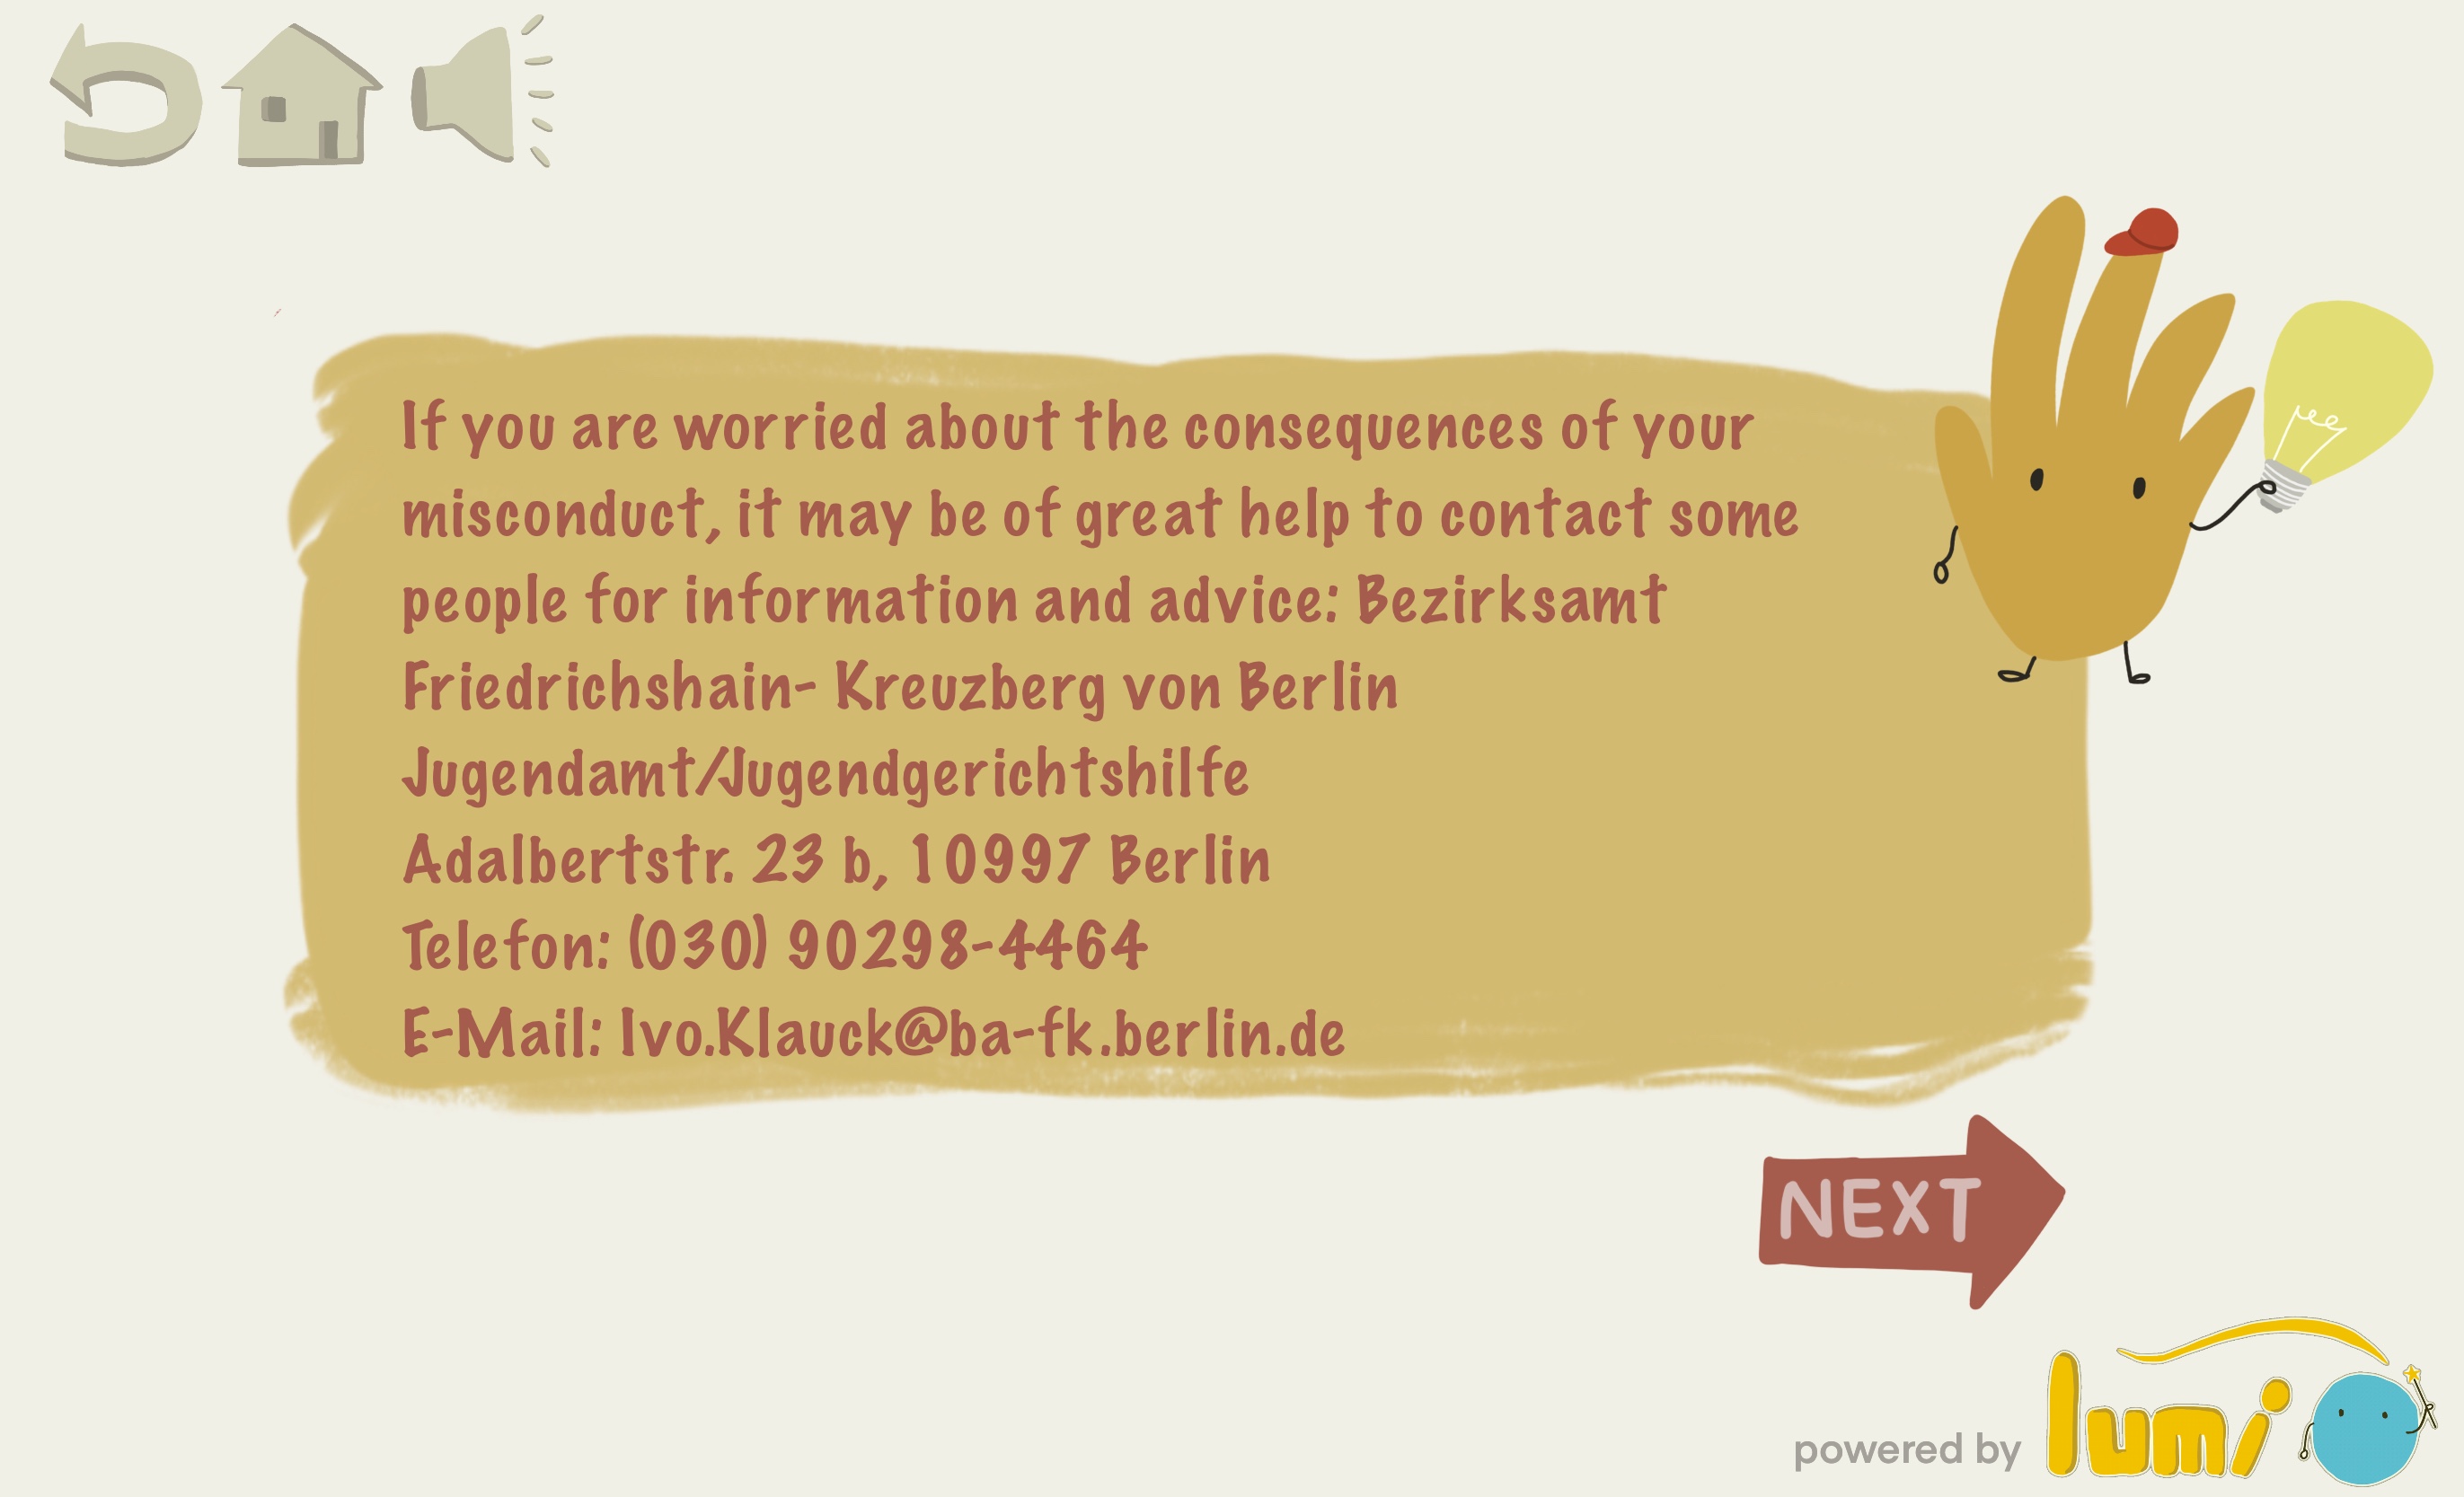 If you are worried about the consequences of your
misconduct, it may be of great help to contact some
people for information and advice: Bezirksamt
Friedrichshain- Kreuzberg von Berlin
Jugendamt/Jugendgerichtshilfe
Adalbertstr. 23 b, 10997 Berlin
Telefon: (030) 90298-4464
E-Mail: Ivo.Klauck@ba-fk.berlin.de
NEXT
powered by lumi